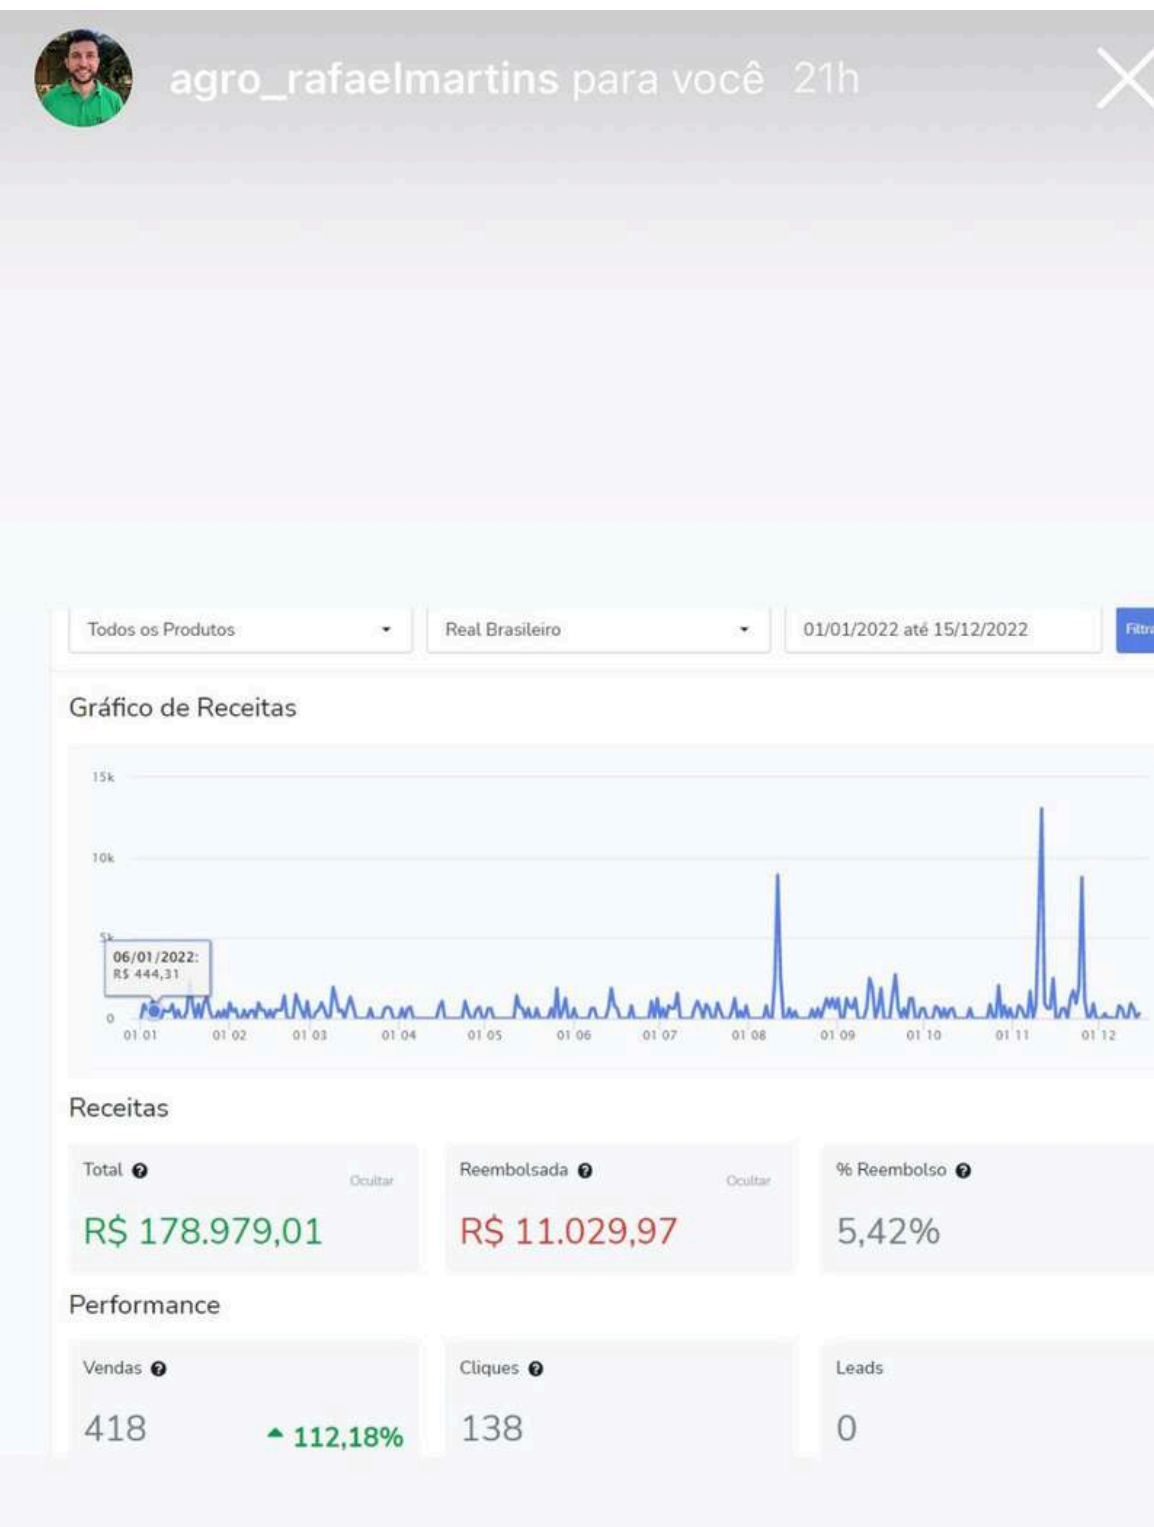 agro_rafaelmartins para você 21h
Todos os Produtos
Real Brasileiro
01/01/2022 até 15/12/2022
Filtra
Gráfico de Receitas
15k
10k
5k
06/01/2022:
R$ 444,31
0
01 01 01 02 01 03 01 04 01 05 01 06 01 07 01 08 01 09 01 10 01 11 01 12
Receitas
Total
Ocultar
R$ 178.979,01
Reembolsada
Ocultar
R$ 11.029,97
% Reembolso
5,42%
Performance
Vendas
418
112,18%
Cliques
138
Leads
0